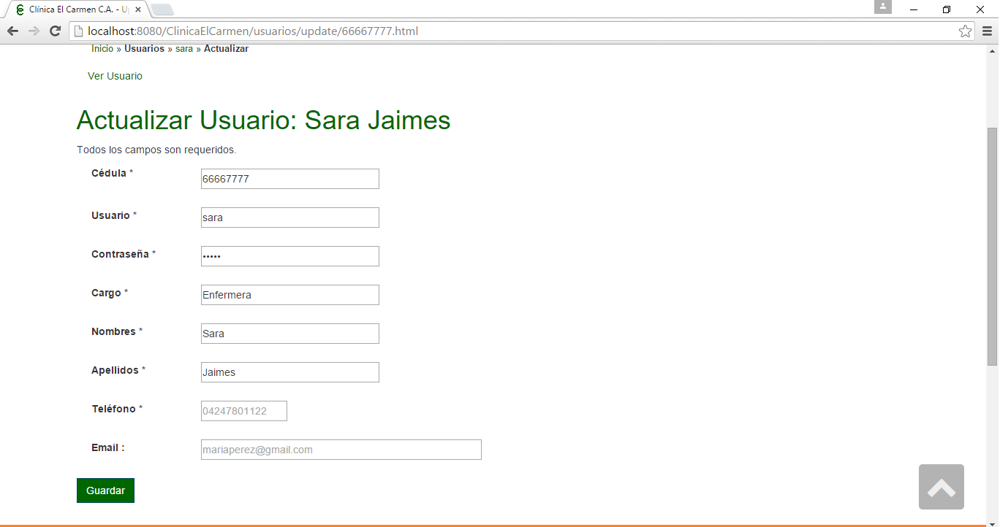 Clínica El Carmen C.A. - U
localhost:8080/ClinicaElCarmen/usuarios/update/66667777.html
Inicio » Usuarios » sara » Actualizar
Ver Usuario
Actualizar Usuario: Sara Jaimes
Todos los campos son requeridos.
Cédula * 66667777
Usuario * sara
Contraseña * •••••
Cargo * Enfermera
Nombres * Sara
Apellidos * Jaimes
Teléfono * 04247801122
Email : mariaperez@gmail.com
Guardar